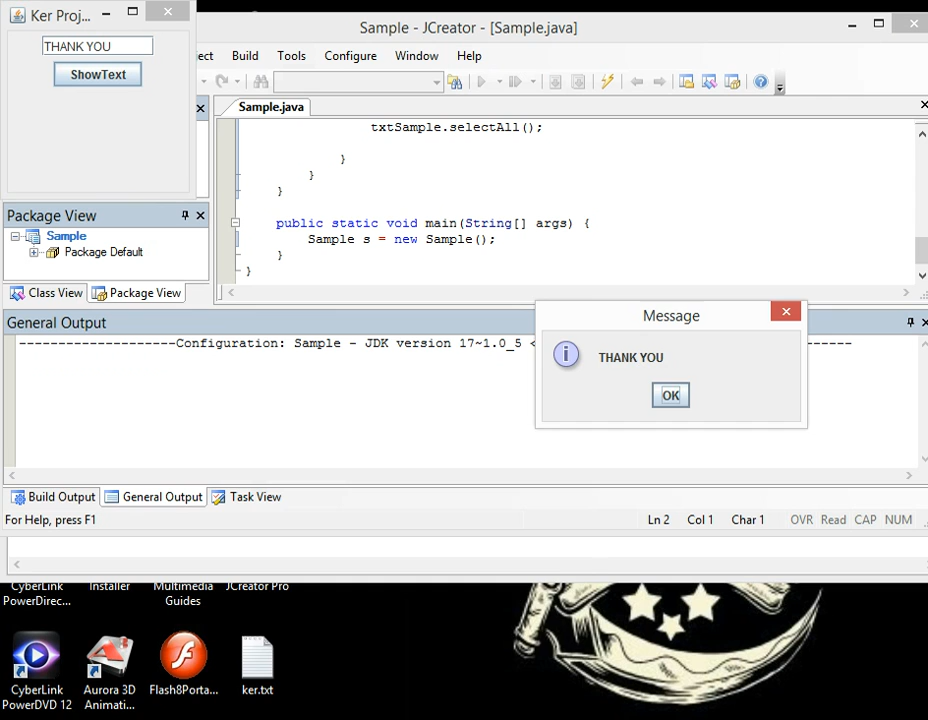 Ker Proj...
THANK YOU
ShowText
Sample - JCreator - [Sample.java]
ect Build Tools Configure Window Help
Sample.java
txtSample.selectAll();
}
}
}
public static void main(String[] args) {
Sample s = new Sample();
}
}
Package View
Sample
Package Default
Class View Package View
General Output
--------------------Configuration: Sample - JDK version 17~1.0_5 <
Message
THANK YOU
OK
Build Output General Output Task View
For Help, press F1
Ln 2 Col 1 Char 1 OVR Read CAP NUM
CyberLink
PowerDirec...
Installer
Multimedia
Guides
JCreator Pro
CyberLink
PowerDVD 12
Aurora 3D
Animati...
Flash8Porta...
ker.txt